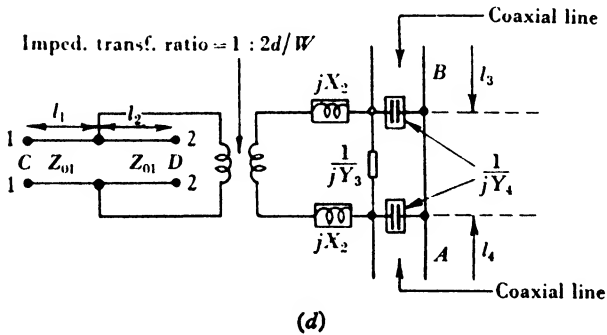 Coaxial line
Imped. transf. ratio = 1 : 2d/W
B
l₃
jX₂
l₁
l₂
1
2
C
Z₀₁
Z₀₁
D
1
2
1/jY₃
1/jY₄
jX₂
A
l₄
Coaxial line
(d)